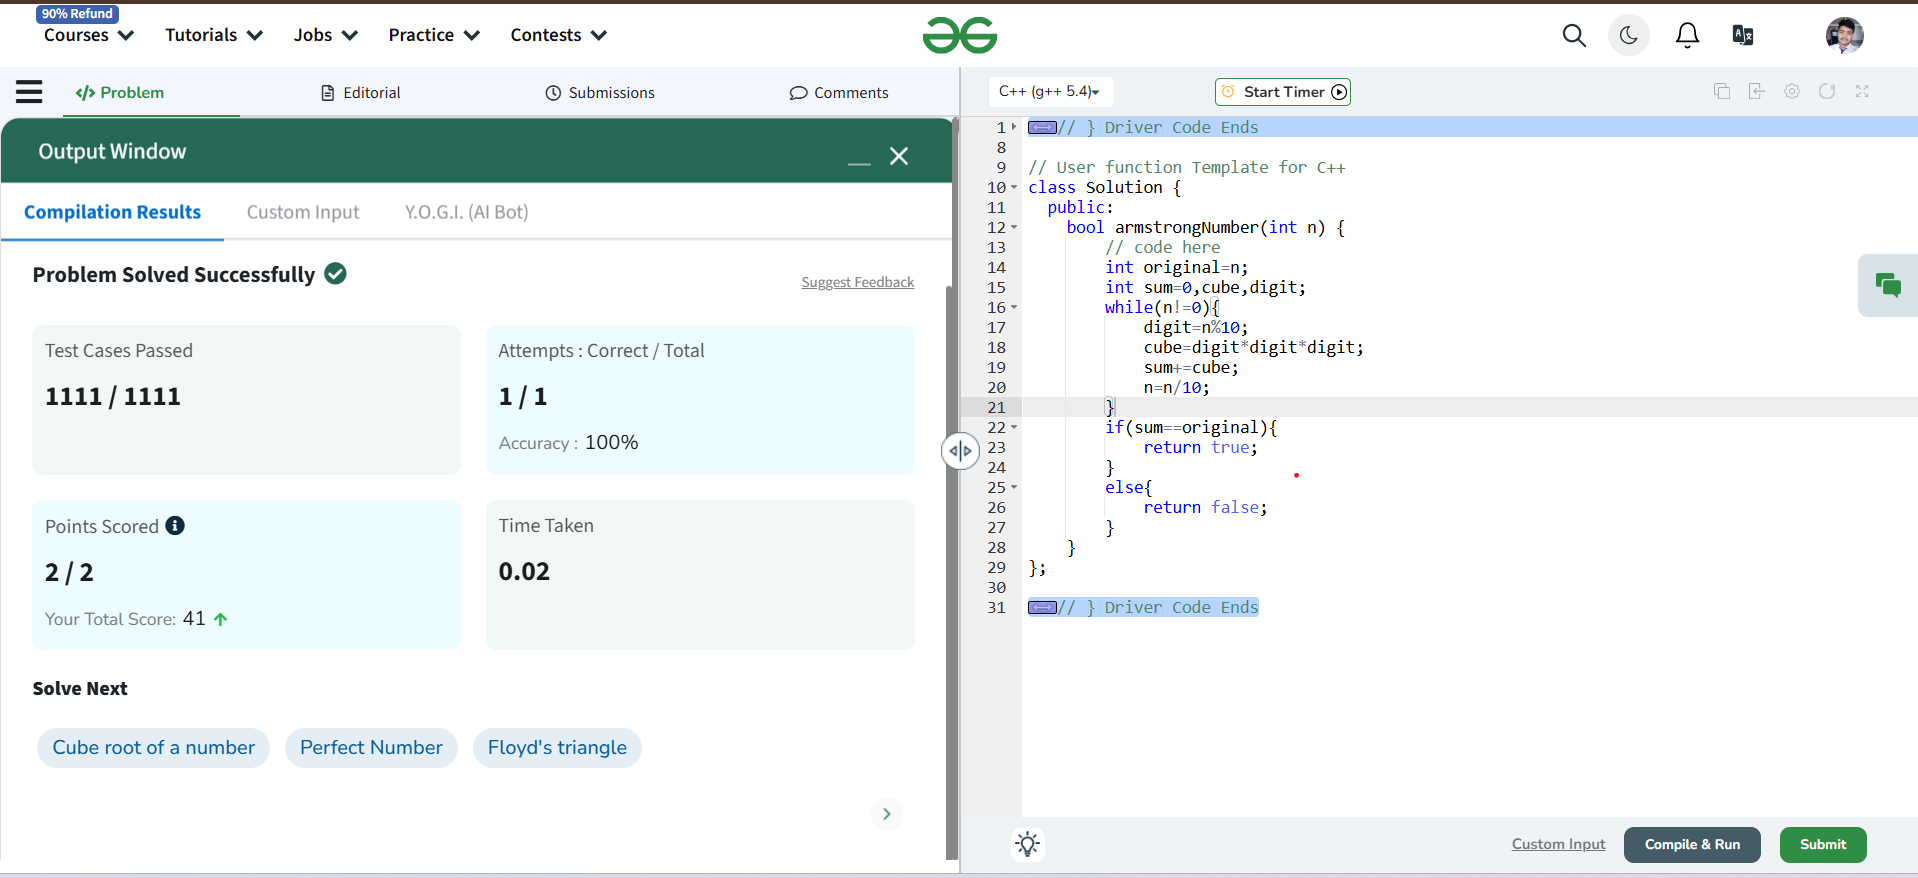 90% Refund
Courses Tutorials Jobs Practice Contests
Problem Editorial Submissions Comments
Output Window
Compilation Results Custom Input Y.O.G.I. (AI Bot)
Problem Solved Successfully
Suggest Feedback
Test Cases Passed
1111 / 1111
Attempts : Correct / Total
1 / 1
Accuracy : 100%
Points Scored
2 / 2
Your Total Score: 41
Time Taken
0.02
Solve Next
Cube root of a number Perfect Number Floyd's triangle
C++ (g++ 5.4) Start Timer
1 // } Driver Code Ends
8
9 // User function Template for C++
10 class Solution {
11 public:
12 bool armstrongNumber(int n) {
13 // code here
14 int original=n;
15 int sum=0,cube,digit;
16 while(n!=0){
17 digit=n%10;
18 cube=digit*digit*digit;
19 sum+=cube;
20 n=n/10;
21 }
22 if(sum==original){
23 return true;
24 }
25 else{
26 return false;
27 }
28 }
29 };
30
31 // } Driver Code Ends
Custom Input Compile & Run Submit